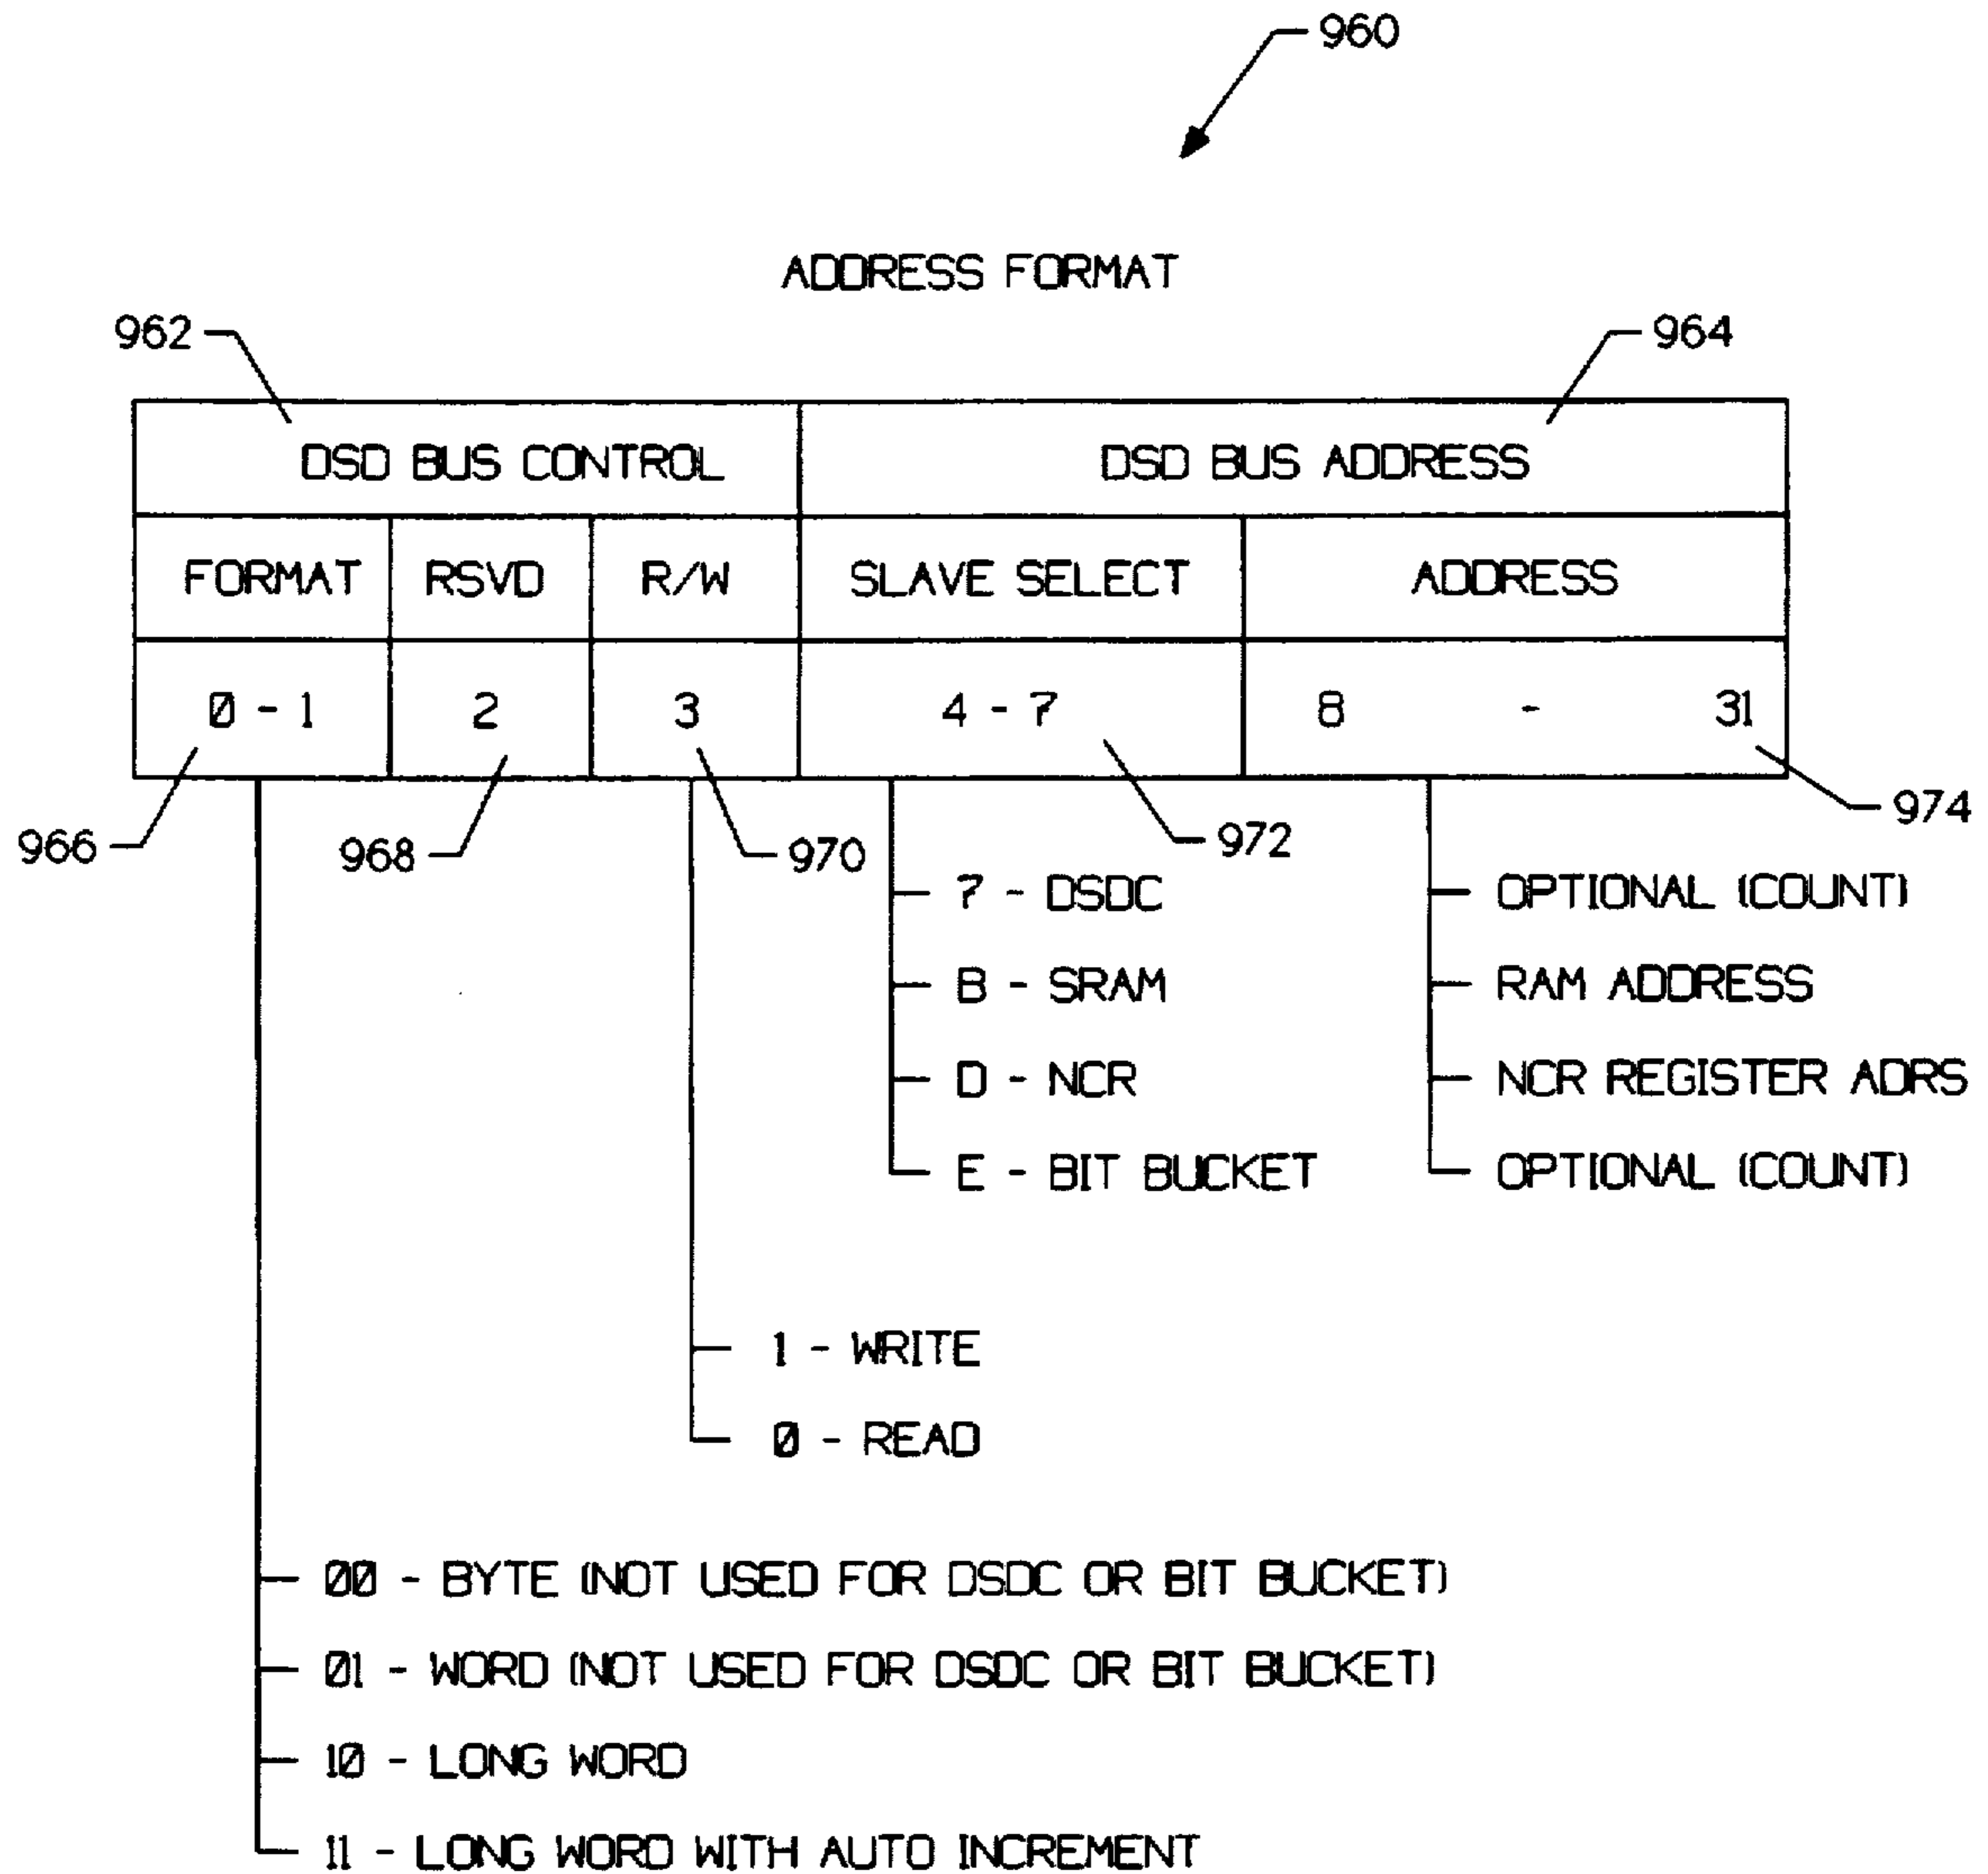 960
ADDRESS FORMAT
962 964
DSD BUS CONTROL DSD BUS ADDRESS
FORMAT RSVD R/W SLAVE SELECT ADDRESS
0 - 1 2 3 4 - 7 8 - 31
966 968 970 972 974
7 - DSDC OPTIONAL (COUNT)
B - SRAM RAM ADDRESS
D - NCR NCR REGISTER ADRS
E - BIT BUCKET OPTIONAL (COUNT)
1 - WRITE
0 - READ
00 - BYTE (NOT USED FOR DSDC OR BIT BUCKET)
01 - WORD (NOT USED FOR DSDC OR BIT BUCKET)
10 - LONG WORD
11 - LONG WORD WITH AUTO INCREMENT